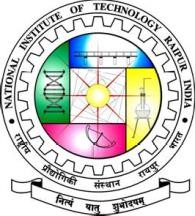 NATIONAL INSTITUTE OF TECHNOLOGY RAIPUR, INDIA
राष्ट्रीय प्रौद्योगिकी संस्थान रायपुर भारत
नित्यं यातु शुभोदयम्